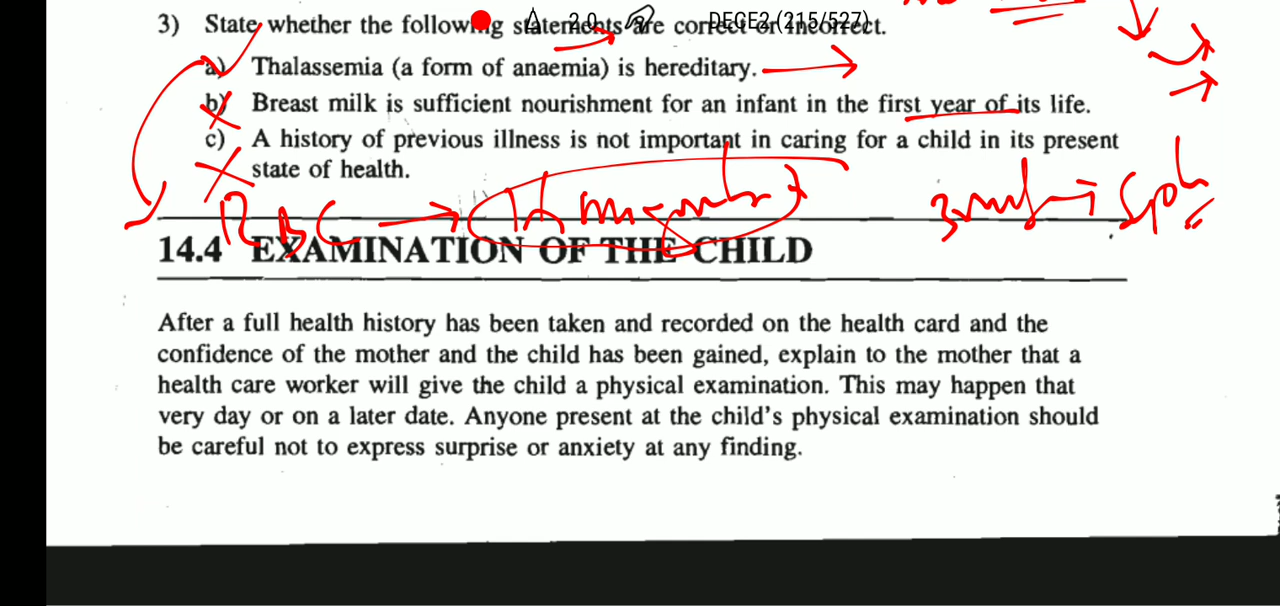 3) State whether the following statements are correct or incorrect.
2.0 DECE2 (215/527)
a) Thalassemia (a form of anaemia) is hereditary.
b) Breast milk is sufficient nourishment for an infant in the first year of its life.
c) A history of previous illness is not important in caring for a child in its present
state of health.
RBC
14.4 EXAMINATION OF THE CHILD
After a full health history has been taken and recorded on the health card and the
confidence of the mother and the child has been gained, explain to the mother that a
health care worker will give the child a physical examination. This may happen that
very day or on a later date. Anyone present at the child's physical examination should
be careful not to express surprise or anxiety at any finding.